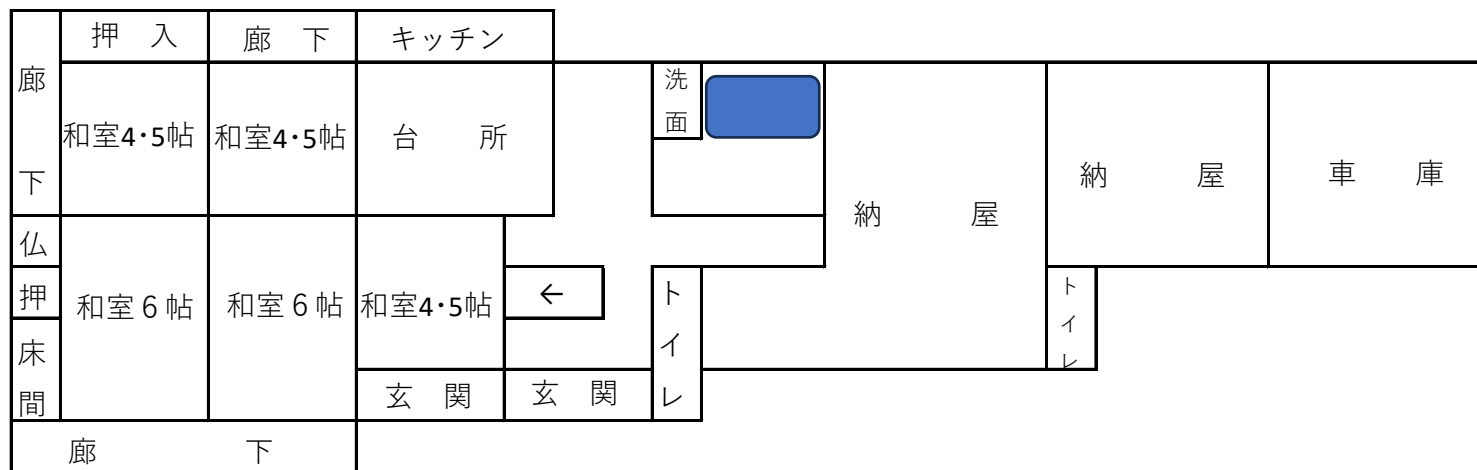 押　入
廊　下
キッチン
廊下
和室4・5帖
和室4・5帖
台　所
洗面
納　屋
納　屋
車　庫
仏
押
床間
和室６帖
和室６帖
和室4・5帖
←
トイレ
トイレ
玄　関
玄　関
廊　下